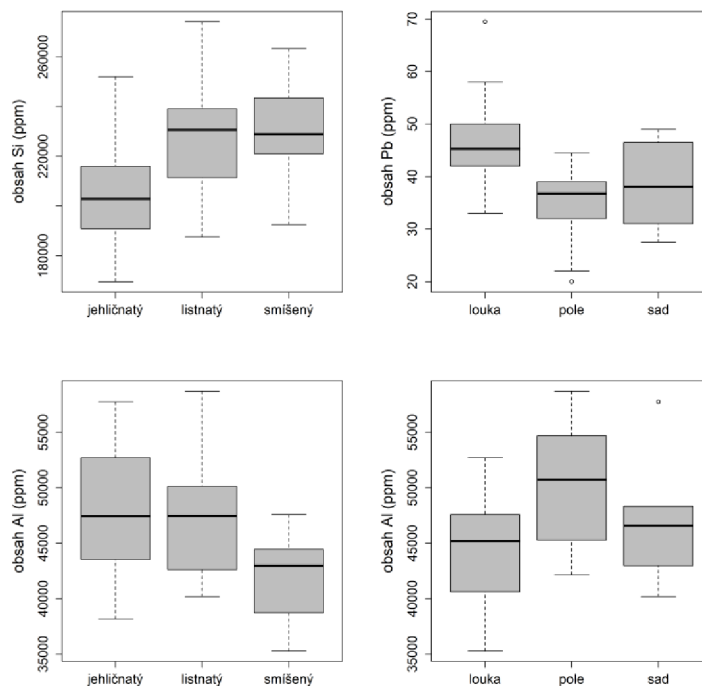 obsah Si (ppm)
260000
220000
180000
jehličnatý listnatý smíšený
obsah Pb (ppm)
70
60
50
40
30
20
louka pole sad
obsah Al (ppm)
55000
50000
45000
40000
35000
jehličnatý listnatý smíšený
obsah Al (ppm)
55000
50000
45000
40000
35000
louka pole sad